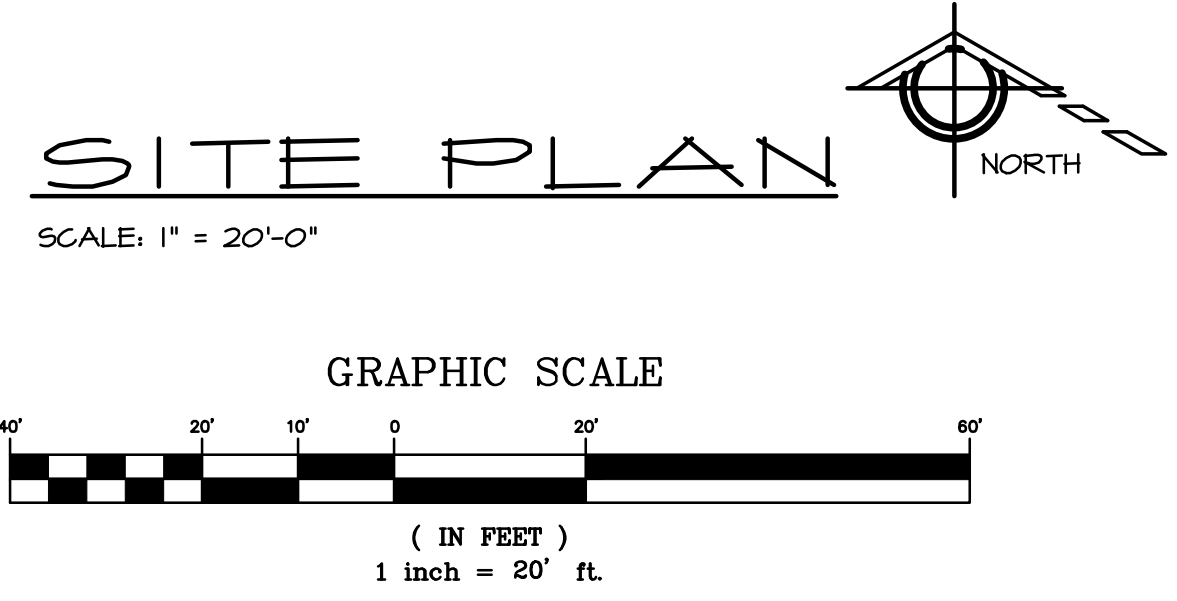 SITE PLAN
NORTH
SCALE: 1" = 20'-0"
GRAPHIC SCALE
40' 20' 10' 0 20' 60'
( IN FEET )
1 inch = 20' ft.